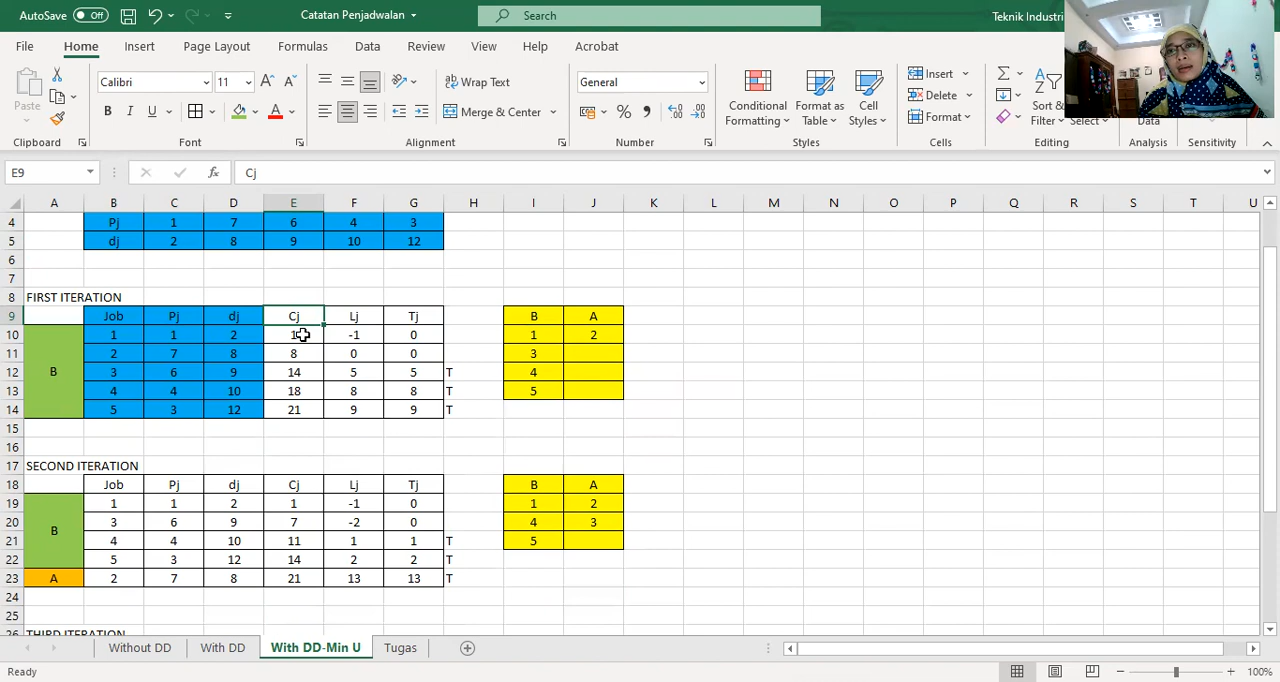 AutoSave Off Catatan Penjadwalan Search Teknik Industri
File Home Insert Page Layout Formulas Data Review View Help Acrobat
Paste Calibri 11 Wrap Text General Conditional Format as Cell Insert Sort &
B I U Merge & Center Formatting Table Styles Delete Filter Select
Format
Clipboard Font Alignment Number Styles Cells Editing Analysis Sensitivity
E9 fx Cj
A B C D E F G H I J K L M N O P Q R S T U
4 Pj 1 7 6 4 3
5 dj 2 8 9 10 12
6
7
8 FIRST ITERATION
9 Job Pj dj Cj Lj Tj B A
10 1 1 2 1 -1 0 1 2
11 2 7 8 8 0 0 3
12 B 3 6 9 14 5 5 T 4
13 4 4 10 18 8 8 T 5
14 5 3 12 21 9 9 T
15
16
17 SECOND ITERATION
18 Job Pj dj Cj Lj Tj B A
19 1 1 2 1 -1 0 1 2
20 B 3 6 9 7 -2 0 4 3
21 4 4 10 11 1 1 T 5
22 5 3 12 14 2 2 T
23 A 2 7 8 21 13 13 T
24
25
26 THIRD ITERATION
Without DD With DD With DD-Min U Tugas
Ready 100%